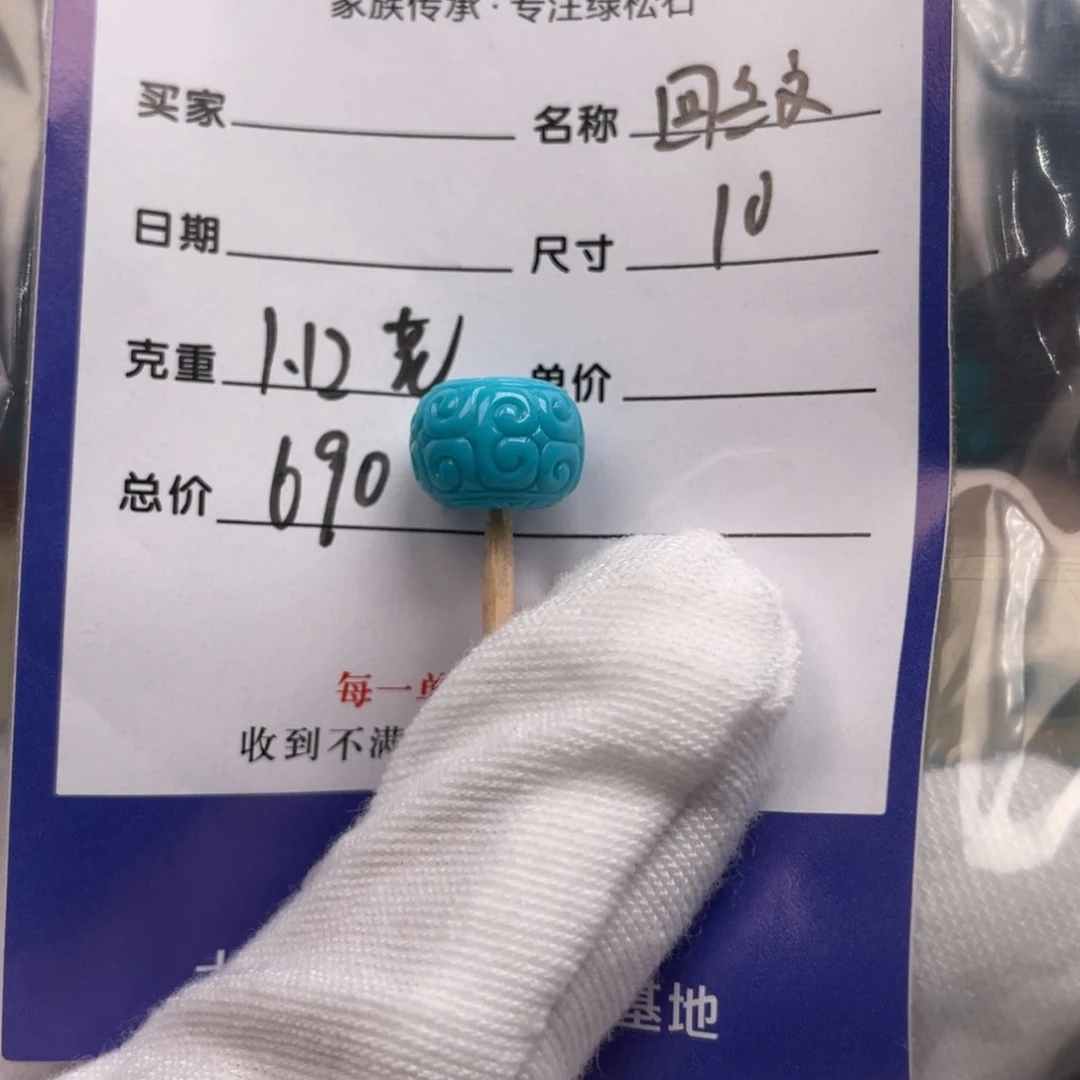 家族传承·专注绿松石
买家 名称 回纹
日期 尺寸 10
克重 1.12克 单价
总价 690
每一单
收到不满
基地